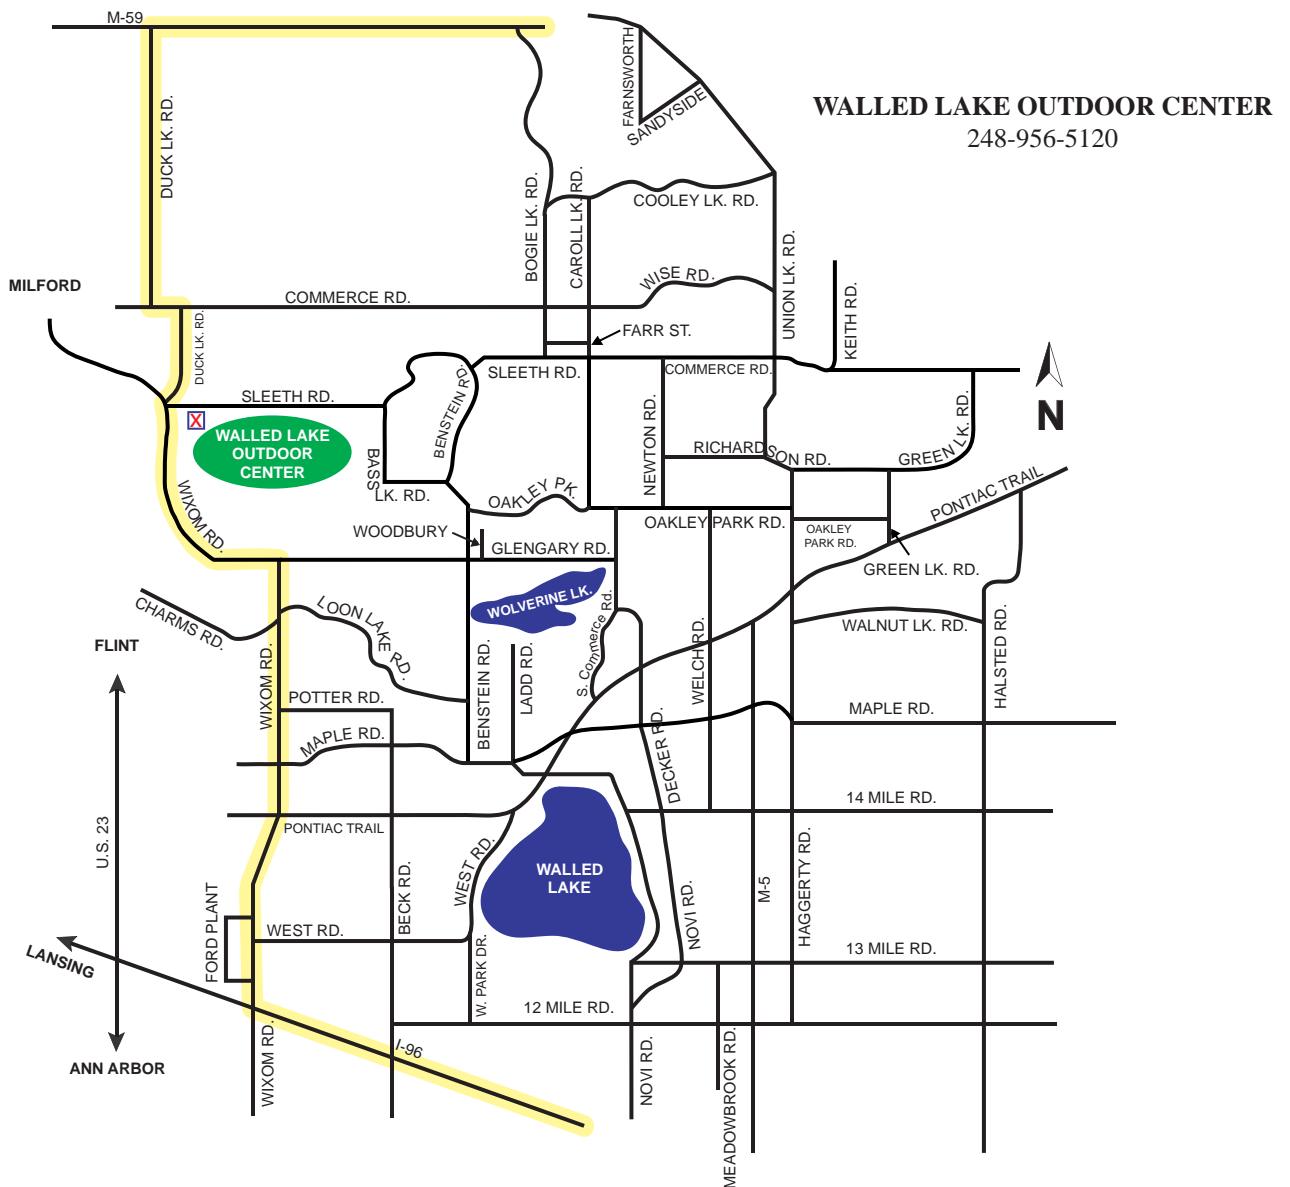 M-59
FARNSWORTH
SANDYSIDE
WALLED LAKE OUTDOOR CENTER
248-956-5120
DUCK LK. RD.
BOGIE LK. RD.
CAROLL LK. RD.
COOLEY LK. RD.
UNION LK. RD.
WISE RD.
KEITH RD.
MILFORD
COMMERCE RD.
FARR ST.
DUCK LK. RD.
SLEETH RD.
COMMERCE RD.
N
SLEETH RD.
BENSTEIN RD.
NEWTON RD.
RICHARDSON RD.
GREEN LK. RD.
X
WALLED LAKE
OUTDOOR
CENTER
BASS
LK. RD.
OAKLEY PK.
PONTIAC TRAIL
WIXOM RD.
WOODBURY
GLENGARY RD.
OAKLEY PARK RD.
OAKLEY
PARK RD.
GREEN LK. RD.
WOLVERINE LK.
CHARMS RD.
LOON LAKE RD.
S. Commerce Rd.
WELCH RD.
WALNUT LK. RD.
HALSTED RD.
FLINT
WIXOM RD.
POTTER RD.
BENSTEIN RD.
LADD RD.
MAPLE RD.
MAPLE RD.
DECKER RD.
14 MILE RD.
U.S. 23
PONTIAC TRAIL
WEST RD.
WALLED
LAKE
BECK RD.
M-5
HAGGERTY RD.
FORD PLANT
WEST RD.
NOVI RD.
13 MILE RD.
LANSING
W. PARK DR.
12 MILE RD.
ANN ARBOR
WIXOM RD.
I-96
NOVI RD.
MEADOWBROOK RD.